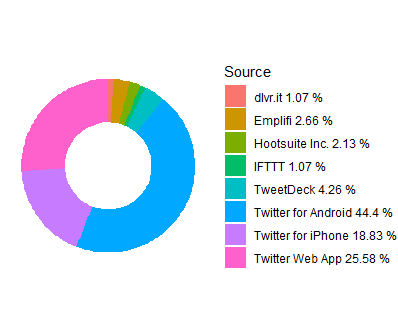 Source
dlvr.it 1.07 %
Emplifi 2.66 %
Hootsuite Inc. 2.13 %
IFTTT 1.07 %
TweetDeck 4.26 %
Twitter for Android 44.4 %
Twitter for iPhone 18.83 %
Twitter Web App 25.58 %